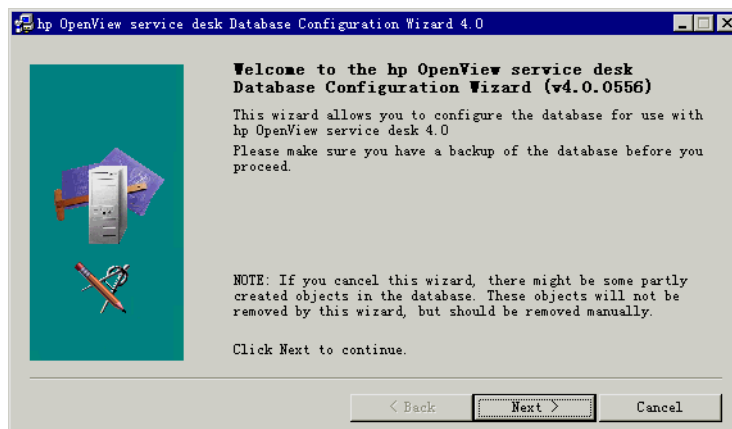 hp OpenView service desk Database Configuration Wizard 4.0
Welcome to the hp OpenView service desk
Database Configuration Wizard (v4.0.0556)
This wizard allows you to configure the database for use with
hp OpenView service desk 4.0
Please make sure you have a backup of the database before you
proceed.
NOTE: If you cancel this wizard, there might be some partly
created objects in the database. These objects will not be
removed by this wizard, but should be removed manually.
Click Next to continue.
< Back Next > Cancel